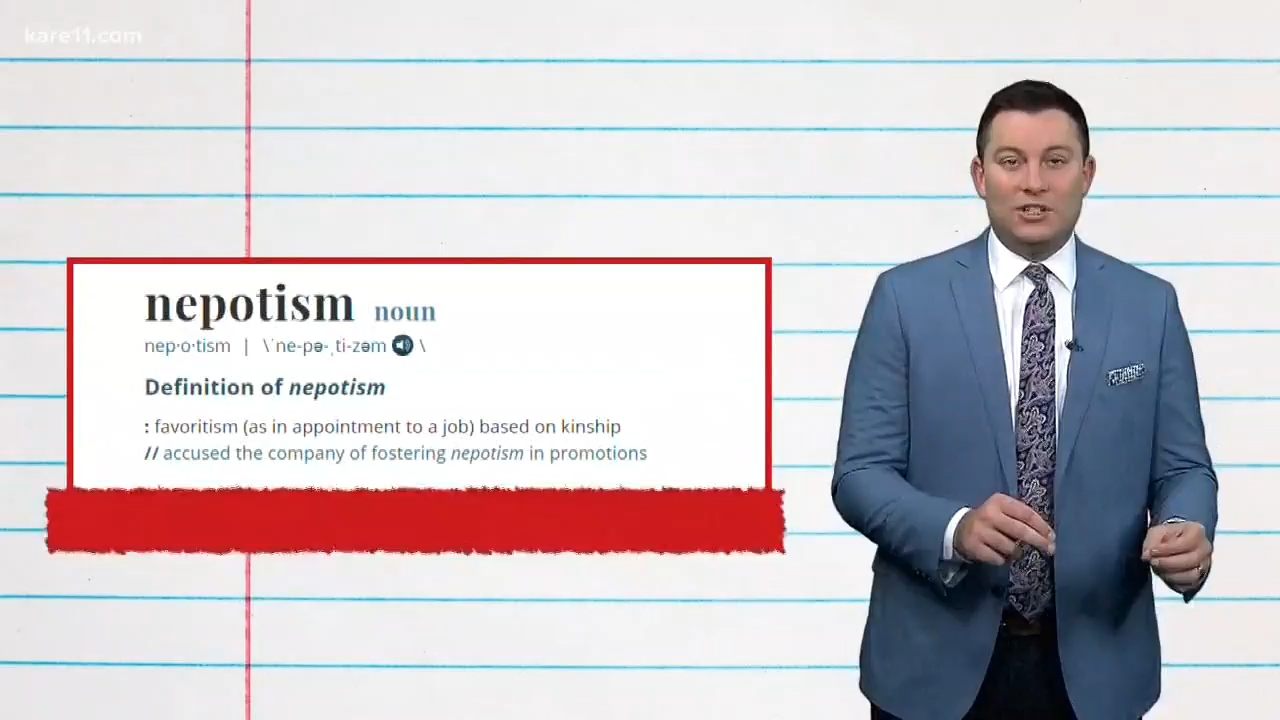 kare11.com
nepotism noun
nep·o·tism | \ ˈne-pə-ˌti-zəm \
Definition of nepotism
: favoritism (as in appointment to a job) based on kinship
// accused the company of fostering nepotism in promotions